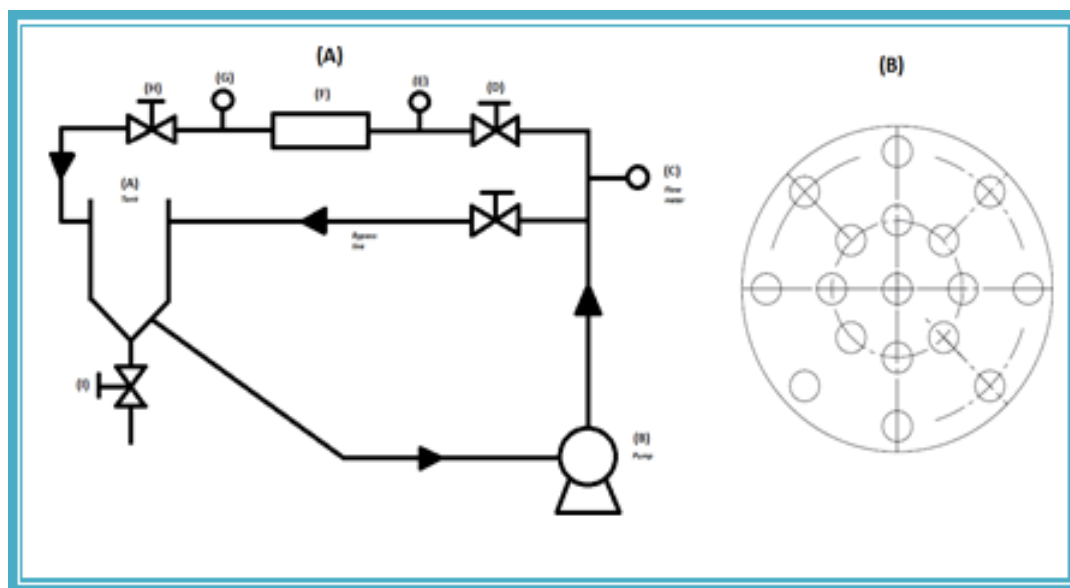 (A)
(B)
(G)
(E)
(H)
(F)
(D)
(A)
Tank
(C)
Flow
meter
Bypass
line
(I)
(B)
Pump